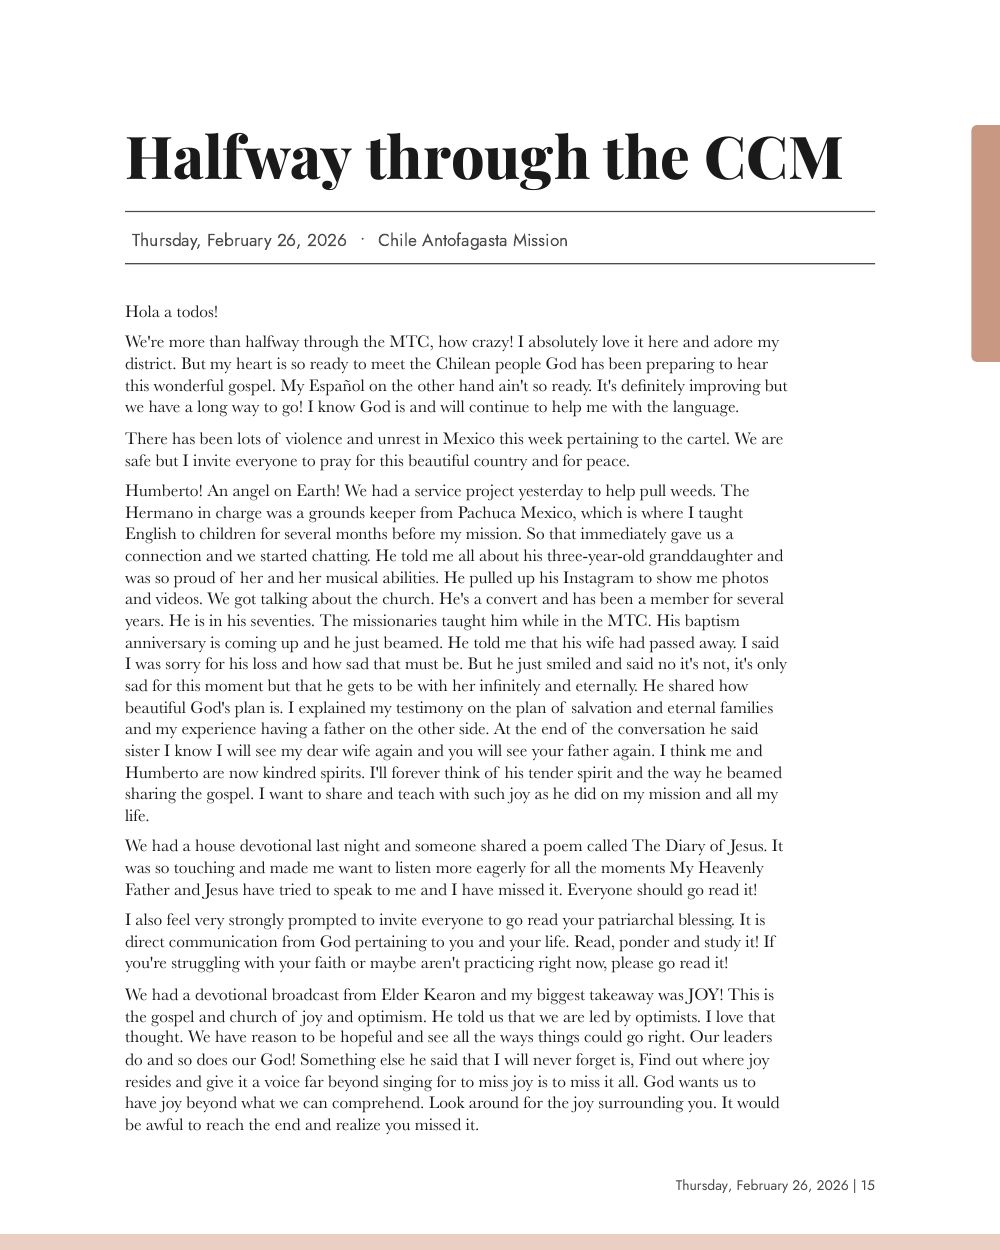 Halfway through the CCM
Thursday, February 26, 2026 · Chile Antofagasta Mission
Hola a todos!
We're more than halfway through the MTC, how crazy! I absolutely love it here and adore my
district. But my heart is so ready to meet the Chilean people God has been preparing to hear
this wonderful gospel. My Español on the other hand ain't so ready. It's definitely improving but
we have a long way to go! I know God is and will continue to help me with the language.
There has been lots of violence and unrest in Mexico this week pertaining to the cartel. We are
safe but I invite everyone to pray for this beautiful country and for peace.
Humberto! An angel on Earth! We had a service project yesterday to help pull weeds. The
Hermano in charge was a grounds keeper from Pachuca Mexico, which is where I taught
English to children for several months before my mission. So that immediately gave us a
connection and we started chatting. He told me all about his three-year-old granddaughter and
was so proud of her and her musical abilities. He pulled up his Instagram to show me photos
and videos. We got talking about the church. He's a convert and has been a member for several
years. He is in his seventies. The missionaries taught him while in the MTC. His baptism
anniversary is coming up and he just beamed. He told me that his wife had passed away. I said
I was sorry for his loss and how sad that must be. But he just smiled and said no it's not, it's only
sad for this moment but that he gets to be with her infinitely and eternally. He shared how
beautiful God's plan is. I explained my testimony on the plan of salvation and eternal families
and my experience having a father on the other side. At the end of the conversation he said
sister I know I will see my dear wife again and you will see your father again. I think me and
Humberto are now kindred spirits. I'll forever think of his tender spirit and the way he beamed
sharing the gospel. I want to share and teach with such joy as he did on my mission and all my
life.
We had a house devotional last night and someone shared a poem called The Diary of Jesus. It
was so touching and made me want to listen more eagerly for all the moments My Heavenly
Father and Jesus have tried to speak to me and I have missed it. Everyone should go read it!
I also feel very strongly prompted to invite everyone to go read your patriarchal blessing. It is
direct communication from God pertaining to you and your life. Read, ponder and study it! If
you're struggling with your faith or maybe aren't practicing right now, please go read it!
We had a devotional broadcast from Elder Kearon and my biggest takeaway was JOY! This is
the gospel and church of joy and optimism. He told us that we are led by optimists. I love that
thought. We have reason to be hopeful and see all the ways things could go right. Our leaders
do and so does our God! Something else he said that I will never forget is, Find out where joy
resides and give it a voice far beyond singing for to miss joy is to miss it all. God wants us to
have joy beyond what we can comprehend. Look around for the joy surrounding you. It would
be awful to reach the end and realize you missed it.
Thursday, February 26, 2026 | 15